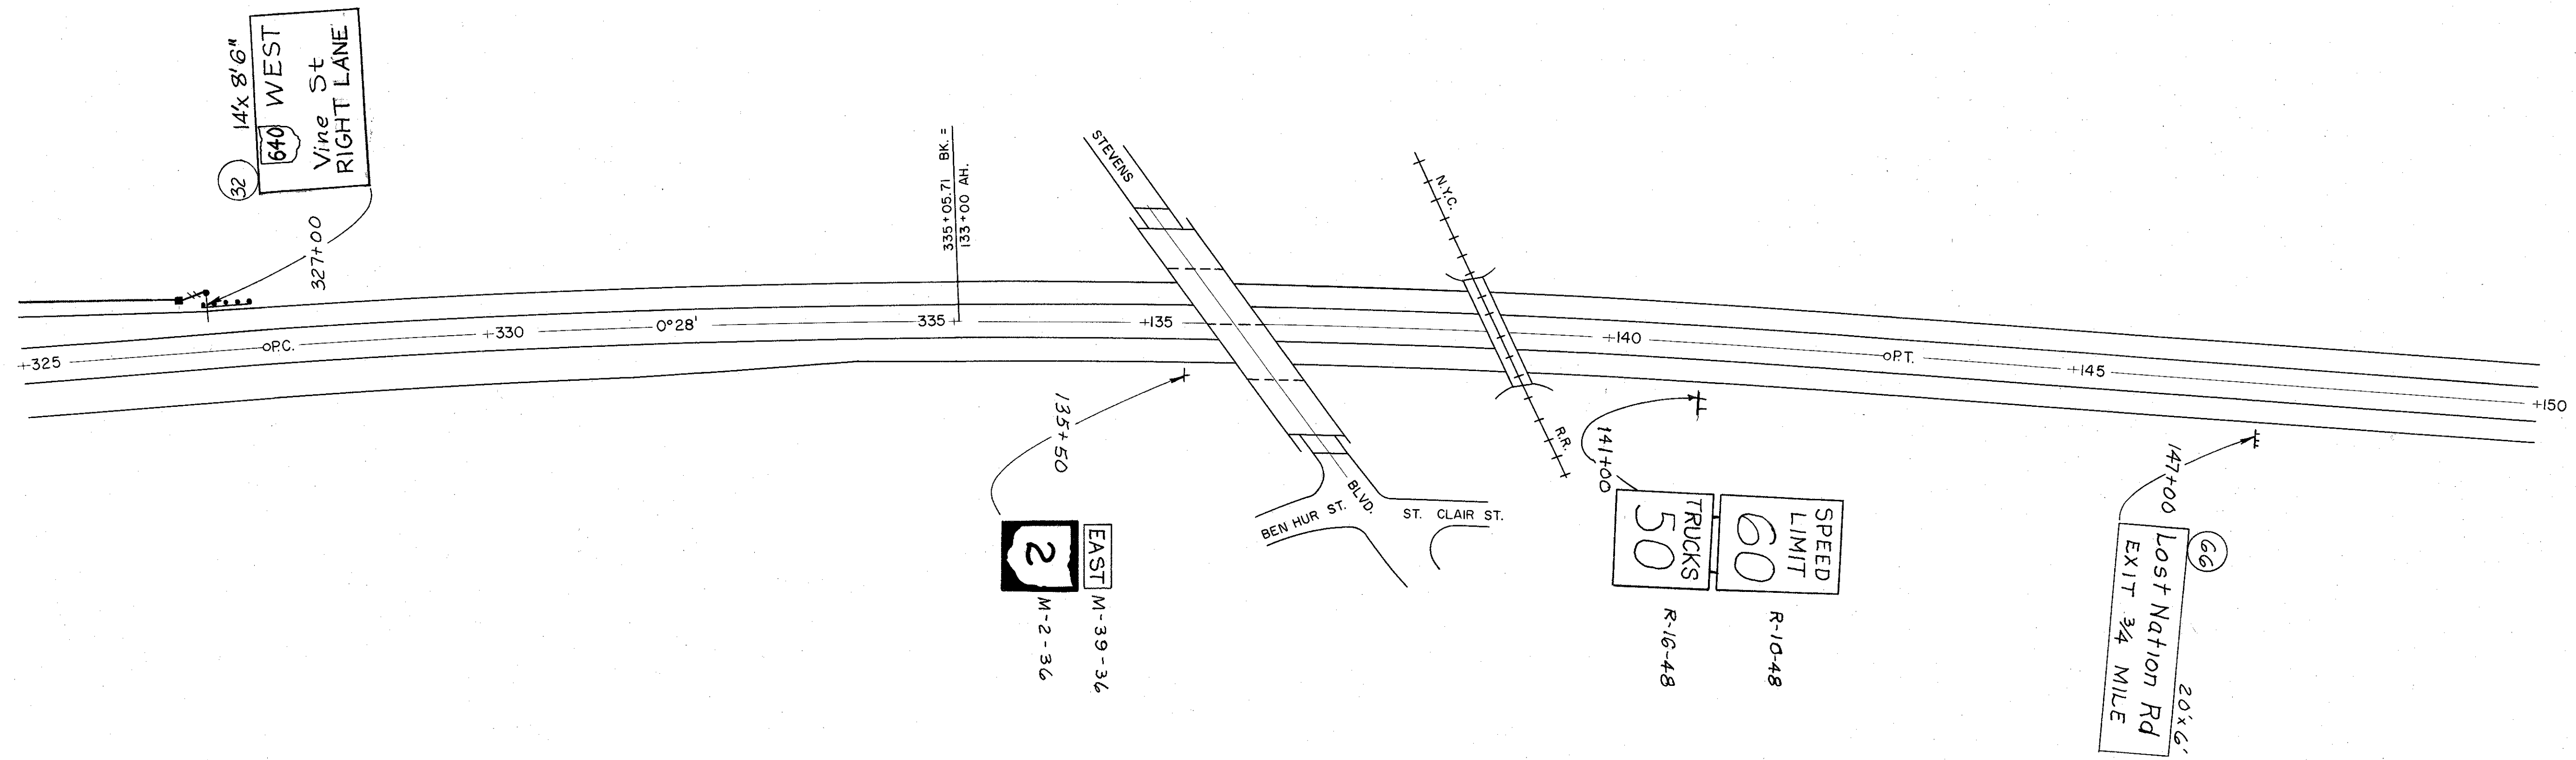 14'x 8'6"
32
640 WEST
Vine St
RIGHT LANE
327+00
335+05.71 BK. =
133+00 AH.
STEVENS
BLVD.
N.Y.C.
R.R.
+325
P.C.
+330
0°28'
335+
+135
+140
P.T.
+145
+150
135+50
EAST
2
M-39-36
M-2-36
BEN HUR ST.
ST. CLAIR ST.
141+00
SPEED
LIMIT
60
TRUCKS
50
R-10-48
R-16-48
147+00
66
20'x6'
Lost Nation Rd
EXIT 3/4 MILE